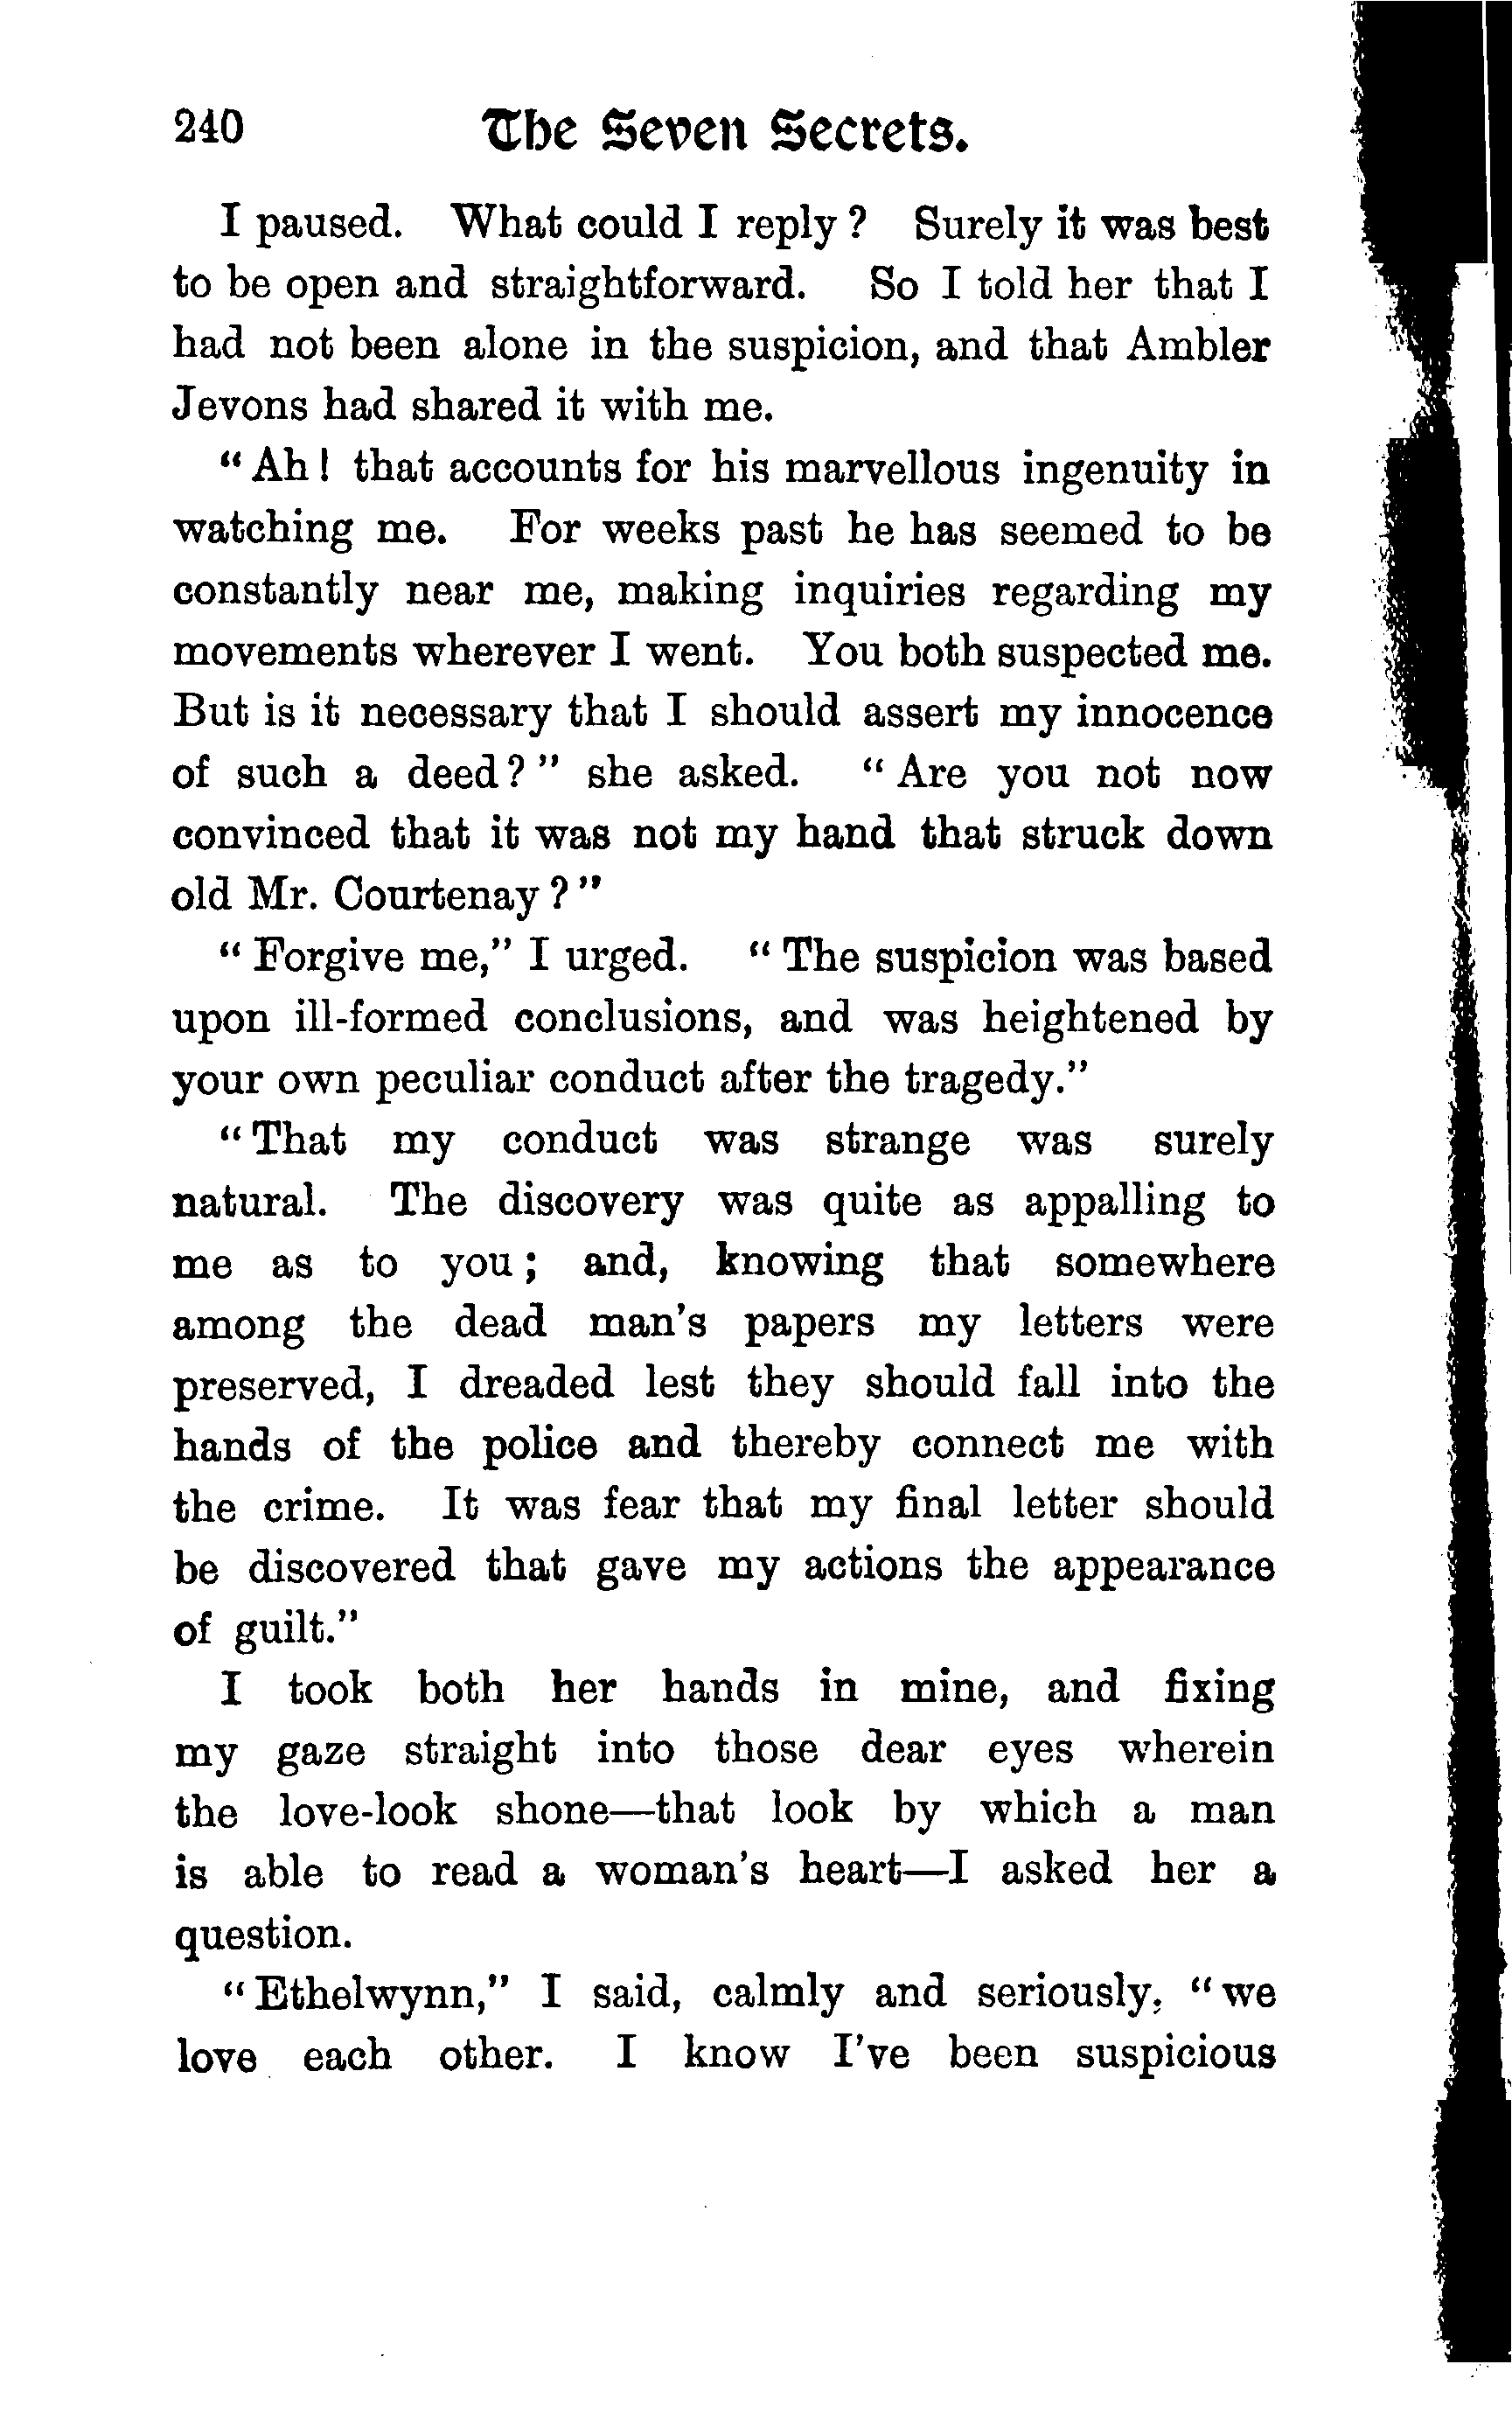 240 The Seven Secrets.
I paused. What could I reply ? Surely it was best
to be open and straightforward. So I told her that I
had not been alone in the suspicion, and that Ambler
Jevons had shared it with me.
“ Ah ! that accounts for his marvellous ingenuity in
watching me. For weeks past he has seemed to be
constantly near me, making inquiries regarding my
movements wherever I went. You both suspected me.
But is it necessary that I should assert my innocence
of such a deed ? ” she asked. “ Are you not now
convinced that it was not my hand that struck down
old Mr. Courtenay ? ”
“ Forgive me,” I urged. “ The suspicion was based
upon ill-formed conclusions, and was heightened by
your own peculiar conduct after the tragedy.”
“ That my conduct was strange was surely
natural. The discovery was quite as appalling to
me as to you ; and, knowing that somewhere
among the dead man's papers my letters were
preserved, I dreaded lest they should fall into the
hands of the police and thereby connect me with
the crime. It was fear that my final letter should
be discovered that gave my actions the appearance
of guilt.”
I took both her hands in mine, and fixing
my gaze straight into those dear eyes wherein
the love-look shone—that look by which a man
is able to read a woman's heart—I asked her a
question.
“ Ethelwynn,” I said, calmly and seriously, “ we
love each other. I know I've been suspicious